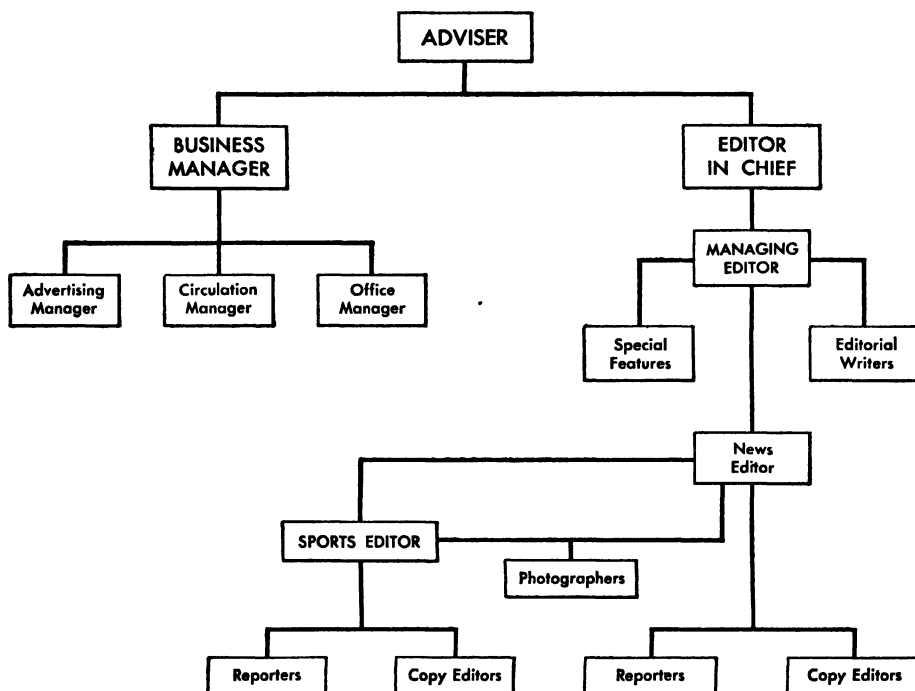 ADVISER
BUSINESS
MANAGER
EDITOR
IN CHIEF
MANAGING
EDITOR
Advertising
Manager
Circulation
Manager
Office
Manager
Special
Features
Editorial
Writers
News
Editor
SPORTS EDITOR
Photographers
Reporters
Copy Editors
Reporters
Copy Editors